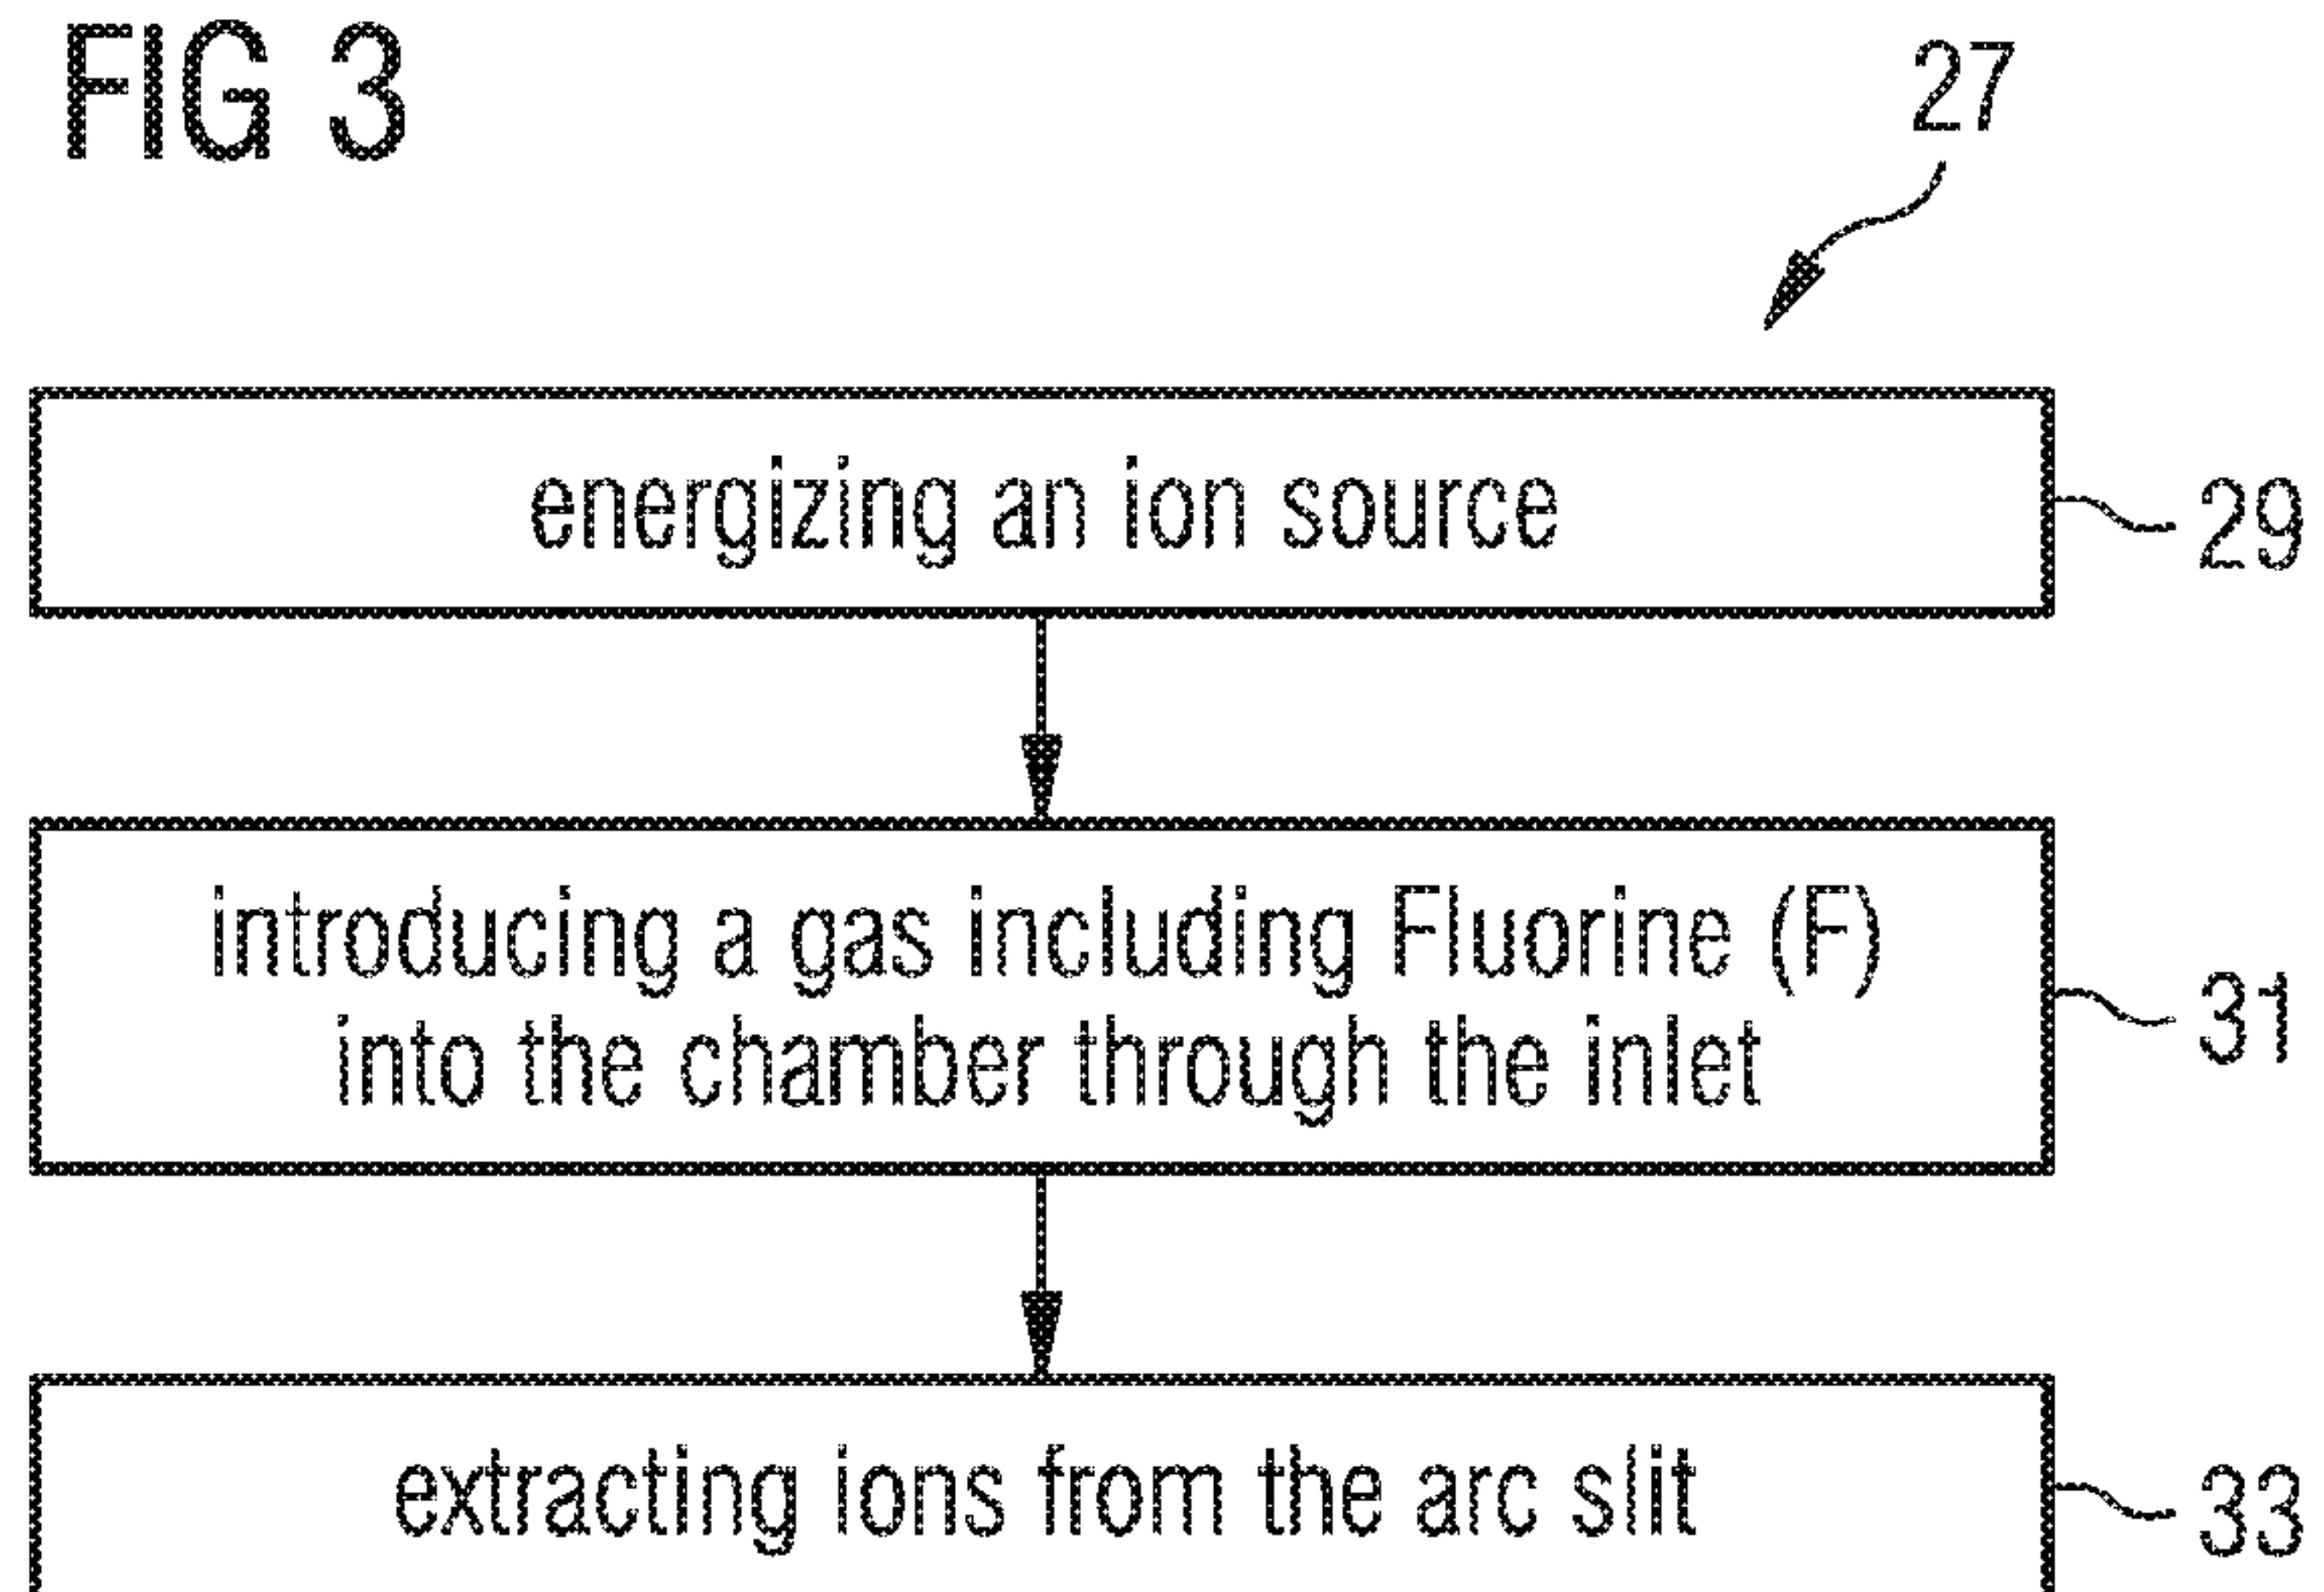 FIG 3
27
energizing an ion source
29
introducing a gas including Fluorine (F)
into the chamber through the inlet
31
extracting ions from the arc slit
33